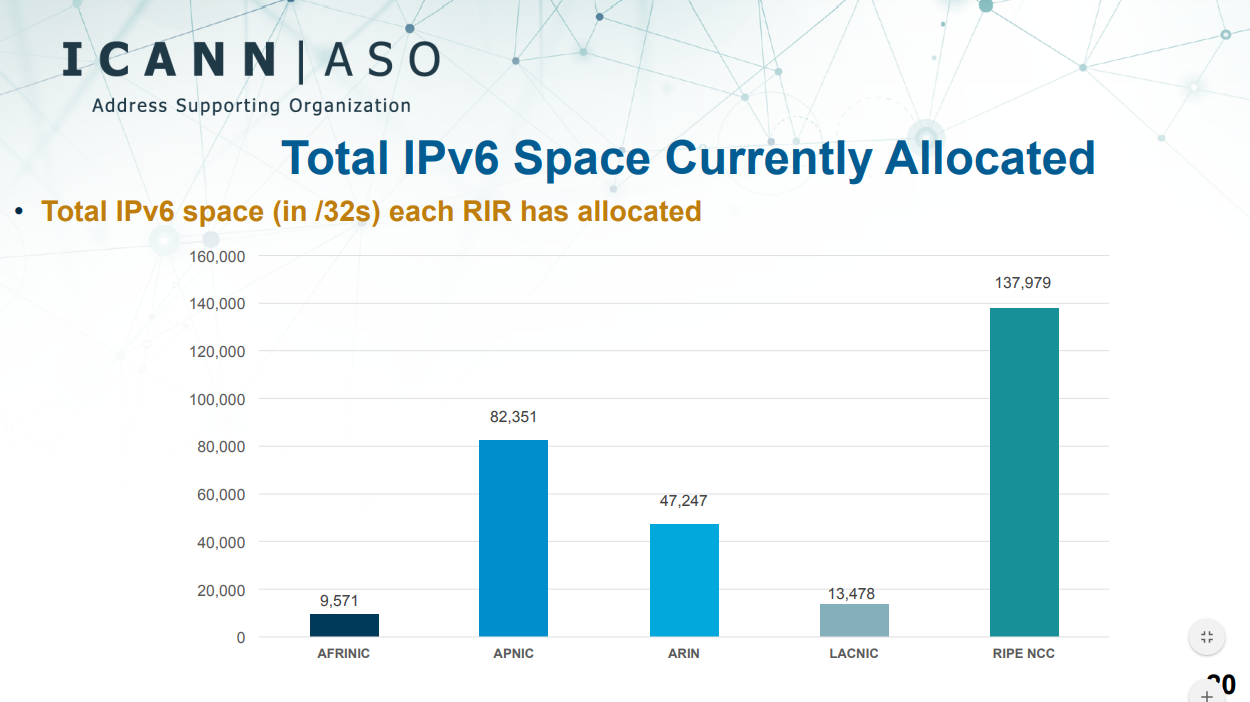 ICANN|ASO
Address Supporting Organization
Total IPv6 Space Currently Allocated
• Total IPv6 space (in /32s) each RIR has allocated
160,000
140,000
120,000
100,000
80,000
60,000
40,000
20,000
0
9,571
82,351
47,247
13,478
137,979
AFRINIC
APNIC
ARIN
LACNIC
RIPE NCC